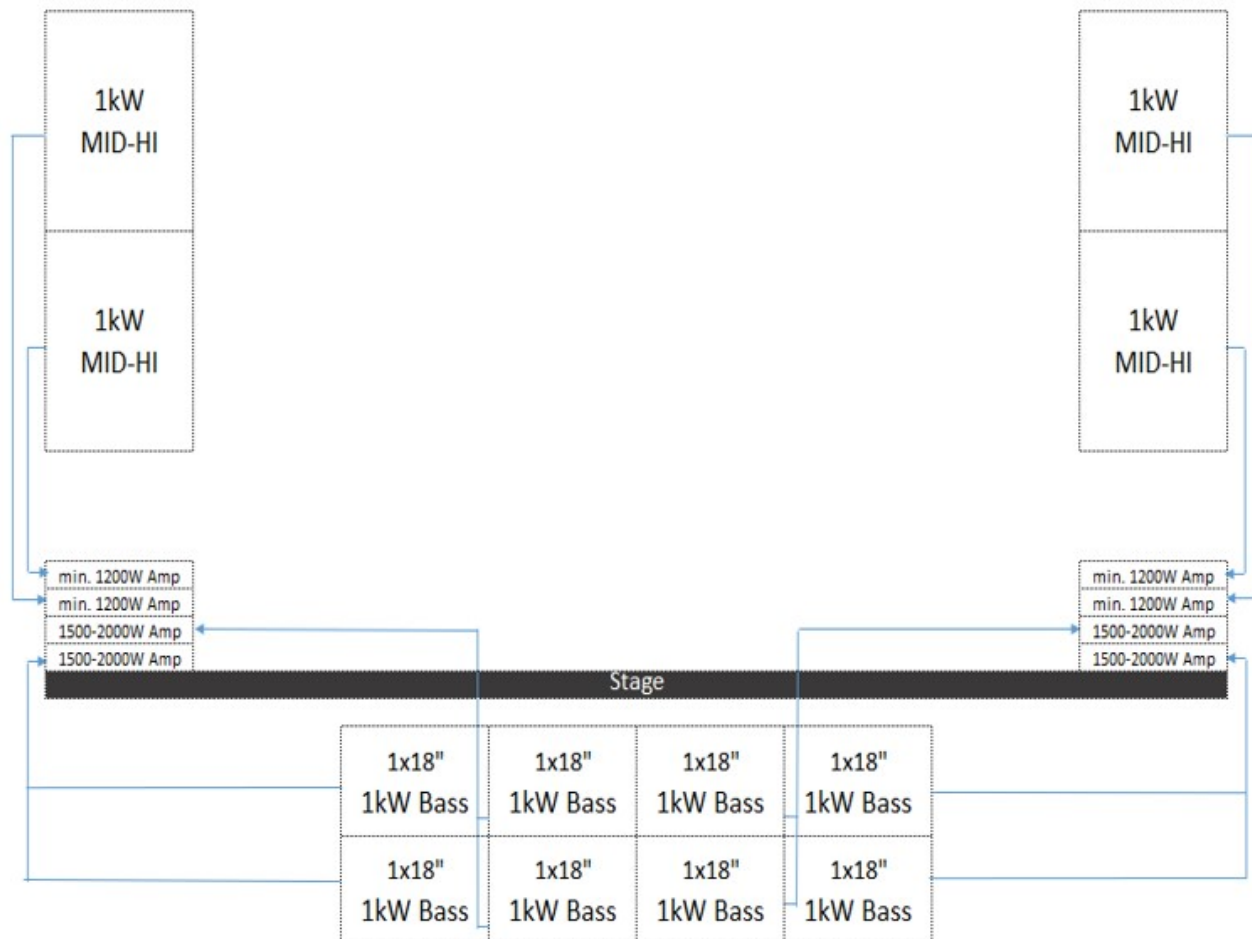 1kW
MID-HI
1kW
MID-HI
1kW
MID-HI
1kW
MID-HI
min. 1200W Amp
min. 1200W Amp
1500-2000W Amp
1500-2000W Amp
min. 1200W Amp
min. 1200W Amp
1500-2000W Amp
1500-2000W Amp
Stage
1x18" 1x18" 1x18" 1x18"
1kW Bass 1kW Bass 1kW Bass 1kW Bass
1x18" 1x18" 1x18" 1x18"
1kW Bass 1kW Bass 1kW Bass 1kW Bass